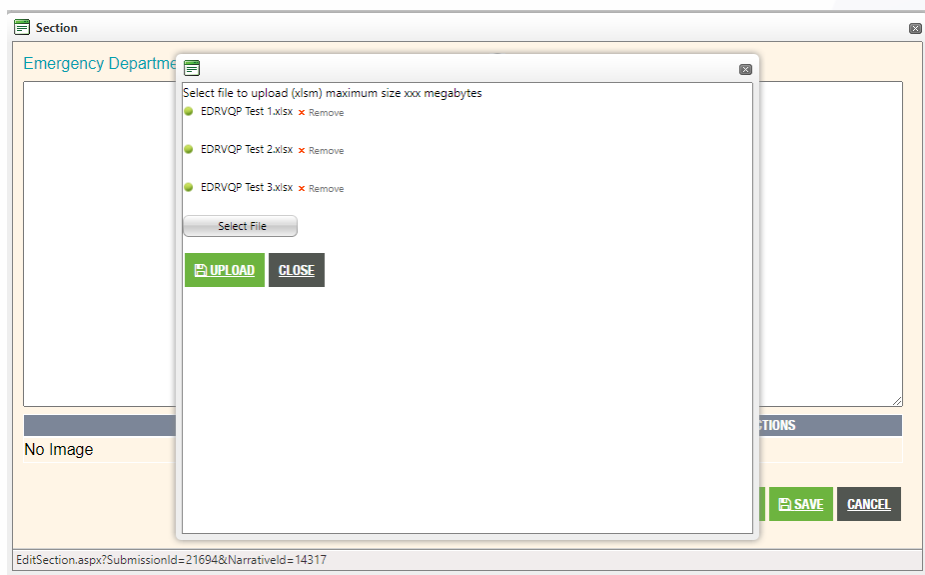 Section
Emergency Departme
Select file to upload (xlsm) maximum size xxx megabytes
EDRVQP Test 1.xlsx × Remove
EDRVQP Test 2.xlsx × Remove
EDRVQP Test 3.xlsx × Remove
Select File
UPLOAD CLOSE
CTIONS
No Image
SAVE CANCEL
EditSection.aspx?SubmissionId=21694&NarrativeId=14317